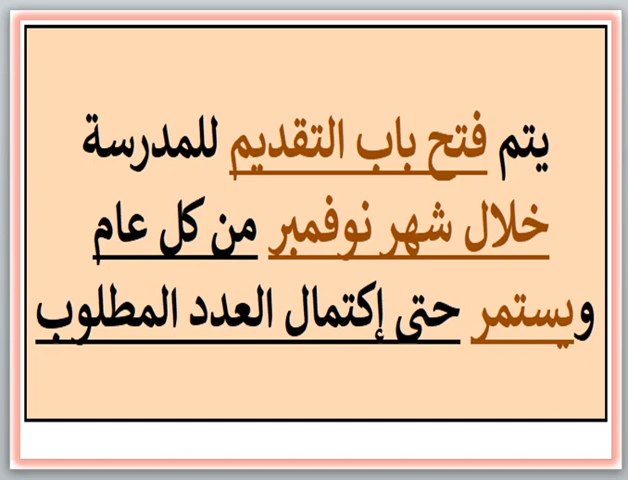 يتم فتح باب التقديم للمدرسة
خلال شهر نوفمبر من كل عام
ويستمر حتى إكتمال العدد المطلوب